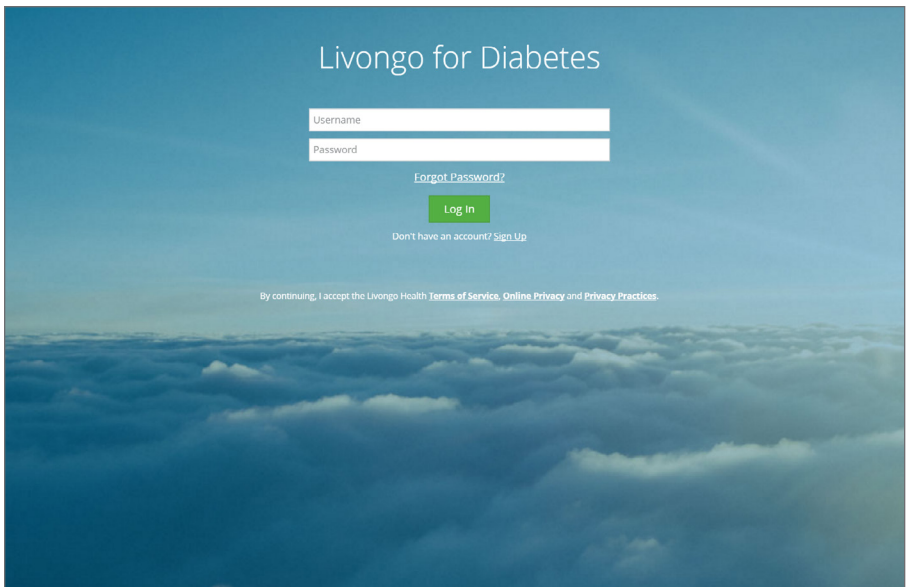 Livongo for Diabetes
Username
Password
Forgot Password?
Log In
Don't have an account? Sign Up
By continuing, I accept the Livongo Health Terms of Service, Online Privacy and Privacy Practices.